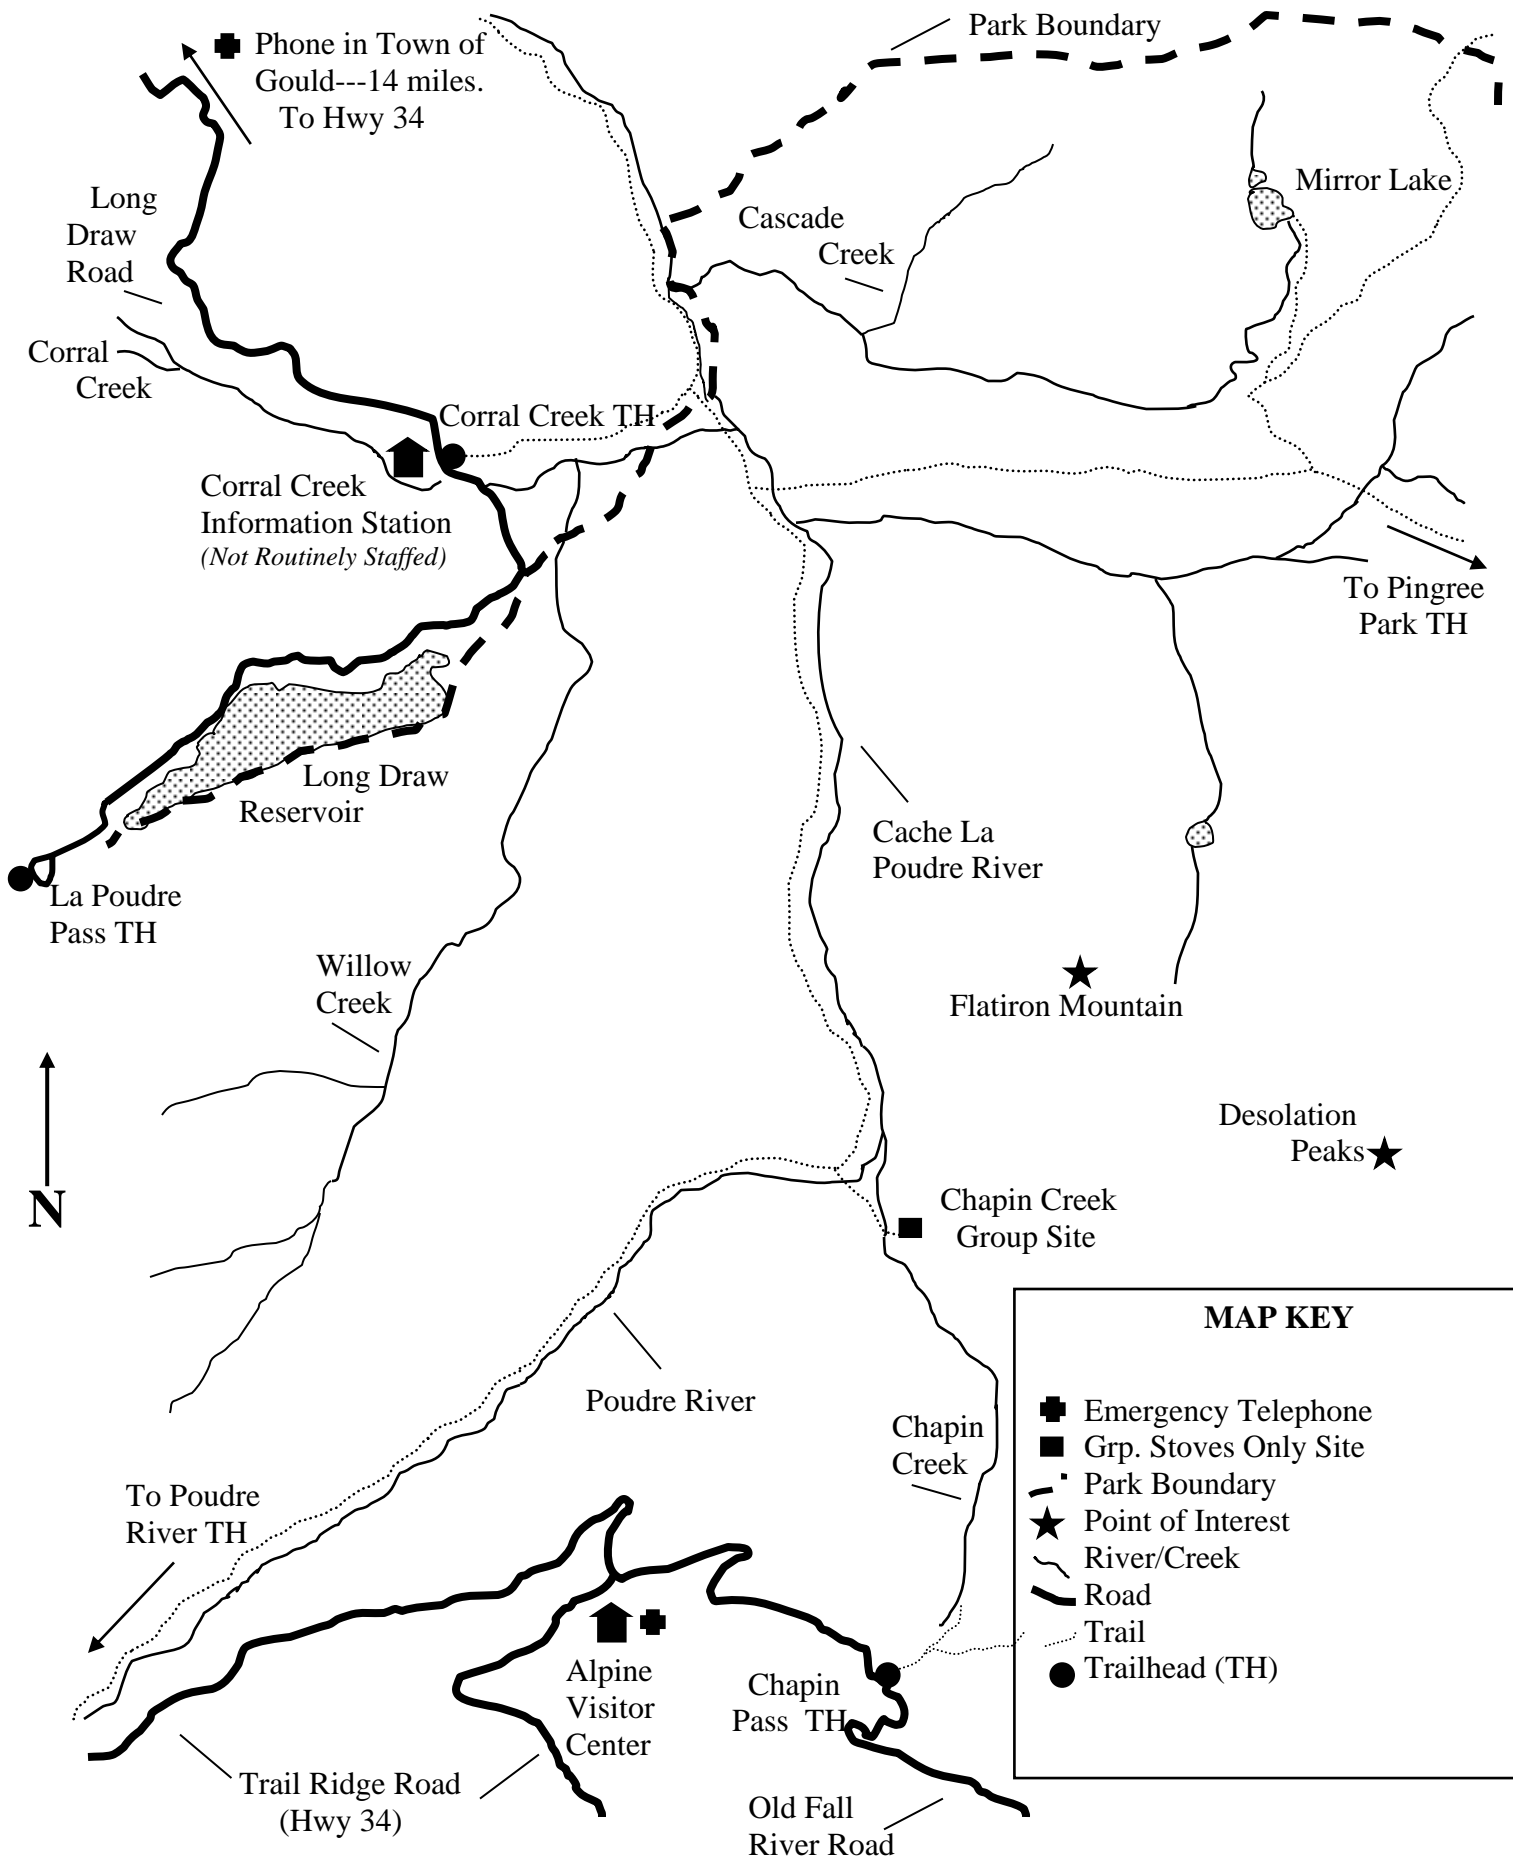 Park Boundary
Phone in Town of
Gould---14 miles.
To Hwy 34
Long
Draw
Road
Mirror Lake
Cascade
Creek
Corral
Creek
Corral Creek TH
Corral Creek
Information Station
(Not Routinely Staffed)
To Pingree
Park TH
Long Draw
Reservoir
Cache La
Poudre River
La Poudre
Pass TH
Willow
Creek
Flatiron Mountain
Desolation
Peaks
N
Chapin Creek
Group Site
Poudre River
Chapin
Creek
To Poudre
River TH
MAP KEY
Emergency Telephone
Grp. Stoves Only Site
Park Boundary
Point of Interest
River/Creek
Road
Trail
Trailhead (TH)
Alpine
Visitor
Center
Chapin
Pass TH
Trail Ridge Road
(Hwy 34)
Old Fall
River Road